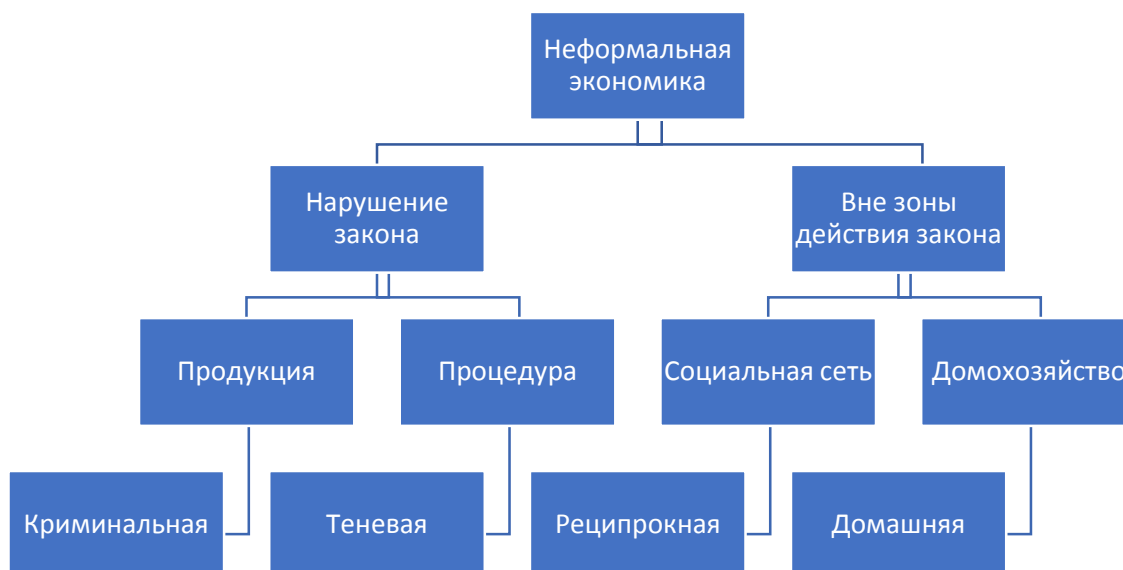 Неформальная
экономика
Нарушение
закона
Вне зоны
действия закона
Продукция
Процедура
Социальная сеть
Домохозяйство
Криминальная
Теневая
Реципрокная
Домашняя